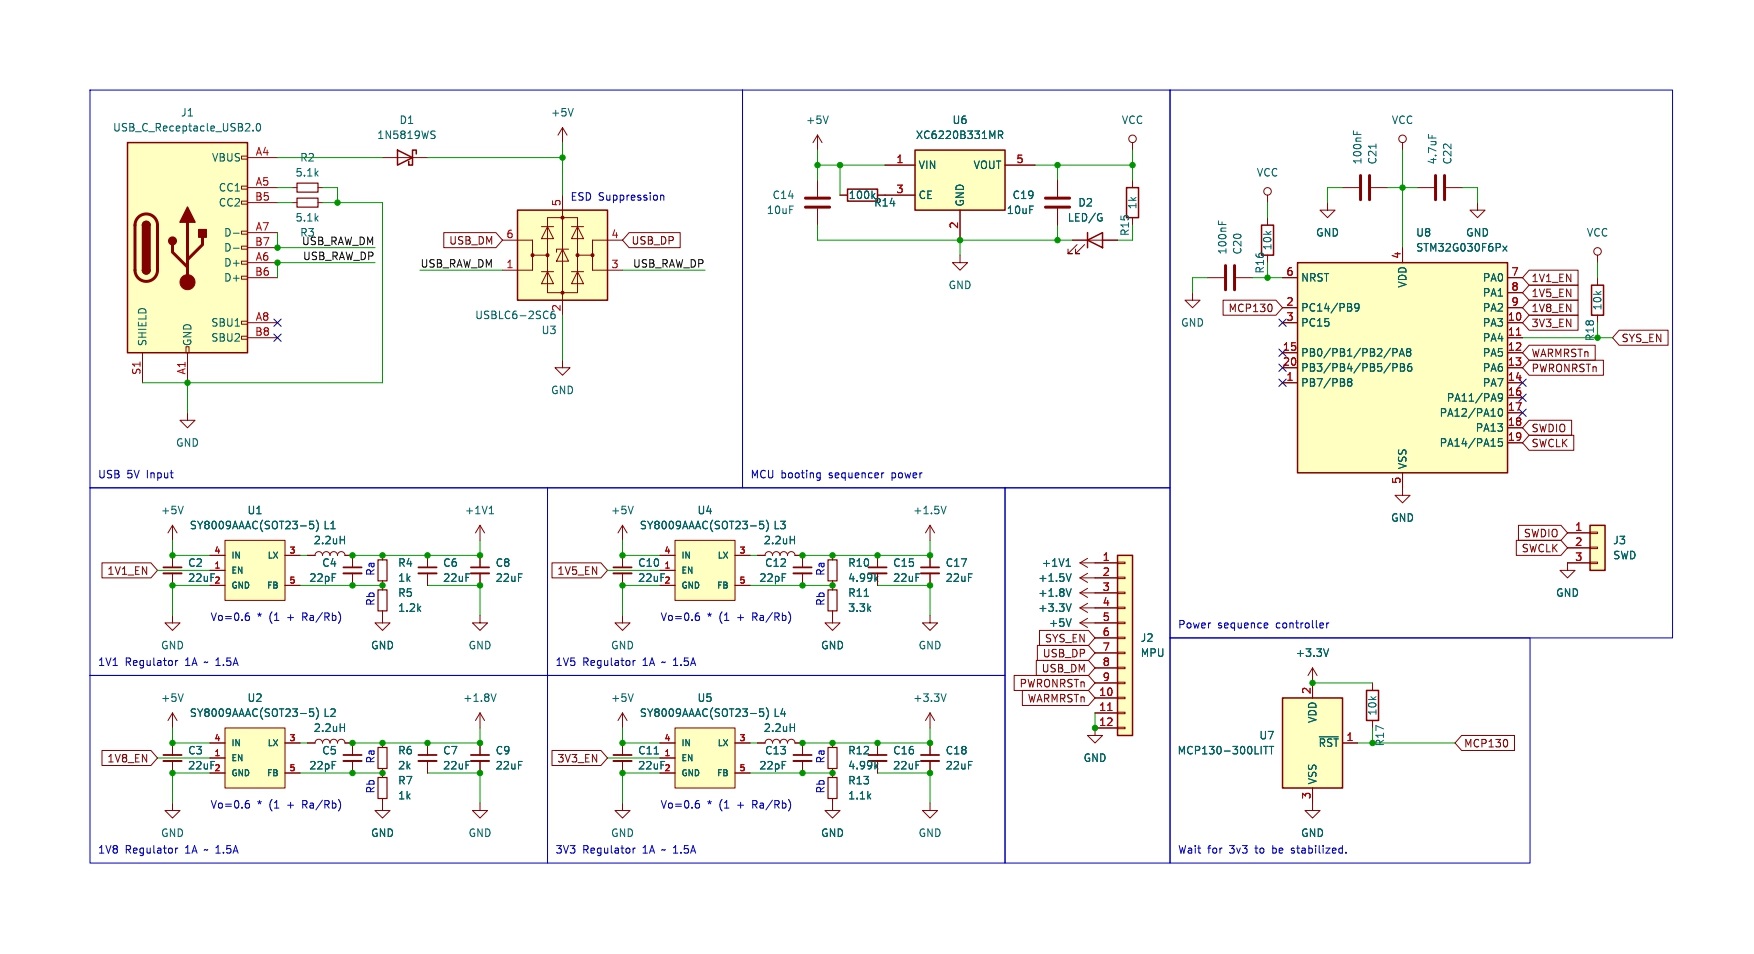 J1
USB_C_Receptacle_USB2.0
VBUS
A4
CC1
A5
CC2
B5
D-
A7
D-
B7
D+
A6
D+
B6
SBU1
A8
SBU2
B8
SHIELD
GND
S1
A1
GND
R2
5.1k
5.1k
R3
USB_RAW_DM
USB_RAW_DP
D1
1N5819WS
+5V
ESD Suppression
5
USB_DM
6
4
USB_DP
USB_RAW_DM
1
3
USB_RAW_DP
2
USBLC6-2SC6
U3
GND
USB 5V Input
+5V
U6
XC6220B331MR
VCC
1
VIN
VOUT
5
3
CE
GND
2
100k
R14
C14
10uF
C19
10uF
D2
LED/G
R15
1k
GND
MCU booting sequencer power
VCC
100nF
C21
4.7uF
C22
GND
GND
VCC
R16
10k
100nF
C20
GND
U8
STM32G030F6Px
4
VDD
6
NRST
MCP130
2
PC14/PB9
3
PC15
15
PB0/PB1/PB2/PA8
20
PB3/PB4/PB5/PB6
1
PB7/PB8
PA0
7
1V1_EN
PA1
8
1V5_EN
PA2
9
1V8_EN
PA3
10
3V3_EN
PA4
11
SYS_EN
PA5
12
WARMRSTn
PA6
13
PWRONRSTn
PA7
14
PA11/PA9
16
PA12/PA10
17
PA13
18
SWDIO
PA14/PA15
19
SWCLK
VSS
5
GND
VCC
10k
R18
SWDIO
1
SWCLK
2
3
J3
SWD
GND
Power sequence controller
+5V
U1
SY8009AAAC(SOT23-5)
L1
2.2uH
+1V1
1V1_EN
C2
22uF
4
IN
LX
3
1
EN
2
GND
FB
5
C4
22pF
Ra
R4
1k
Rb
R5
1.2k
C6
22uF
C8
22uF
Vo=0.6 * (1 + Ra/Rb)
GND
GND
GND
1V1 Regulator 1A ~ 1.5A
+5V
U4
SY8009AAAC(SOT23-5)
L3
2.2uH
+1.5V
1V5_EN
C10
22uF
4
IN
LX
3
1
EN
2
GND
FB
5
C12
22pF
Ra
R10
4.99k
Rb
R11
3.3k
C15
22uF
C17
22uF
Vo=0.6 * (1 + Ra/Rb)
GND
GND
GND
1V5 Regulator 1A ~ 1.5A
+5V
U2
SY8009AAAC(SOT23-5)
L2
2.2uH
+1.8V
1V8_EN
C3
22uF
4
IN
LX
3
1
EN
2
GND
FB
5
C5
22pF
Ra
R6
2k
Rb
R7
1k
C7
22uF
C9
22uF
Vo=0.6 * (1 + Ra/Rb)
GND
GND
GND
1V8 Regulator 1A ~ 1.5A
+5V
U5
SY8009AAAC(SOT23-5)
L4
2.2uH
+3.3V
3V3_EN
C11
22uF
4
IN
LX
3
1
EN
2
GND
FB
5
C13
22pF
Ra
R12
4.99k
Rb
R13
1.1k
C16
22uF
C18
22uF
Vo=0.6 * (1 + Ra/Rb)
GND
GND
GND
3V3 Regulator 1A ~ 1.5A
+1V1
1
+1.5V
2
+1.8V
3
+3.3V
4
+5V
5
SYS_EN
6
USB_DP
7
USB_DM
8
PWRONRSTn
9
WARMRSTn
10
11
12
J2
MPU
GND
+3.3V
2
VDD
10k
R17
U7
MCP130-300LITT
RST
1
MCP130
VSS
3
GND
Wait for 3v3 to be stabilized.